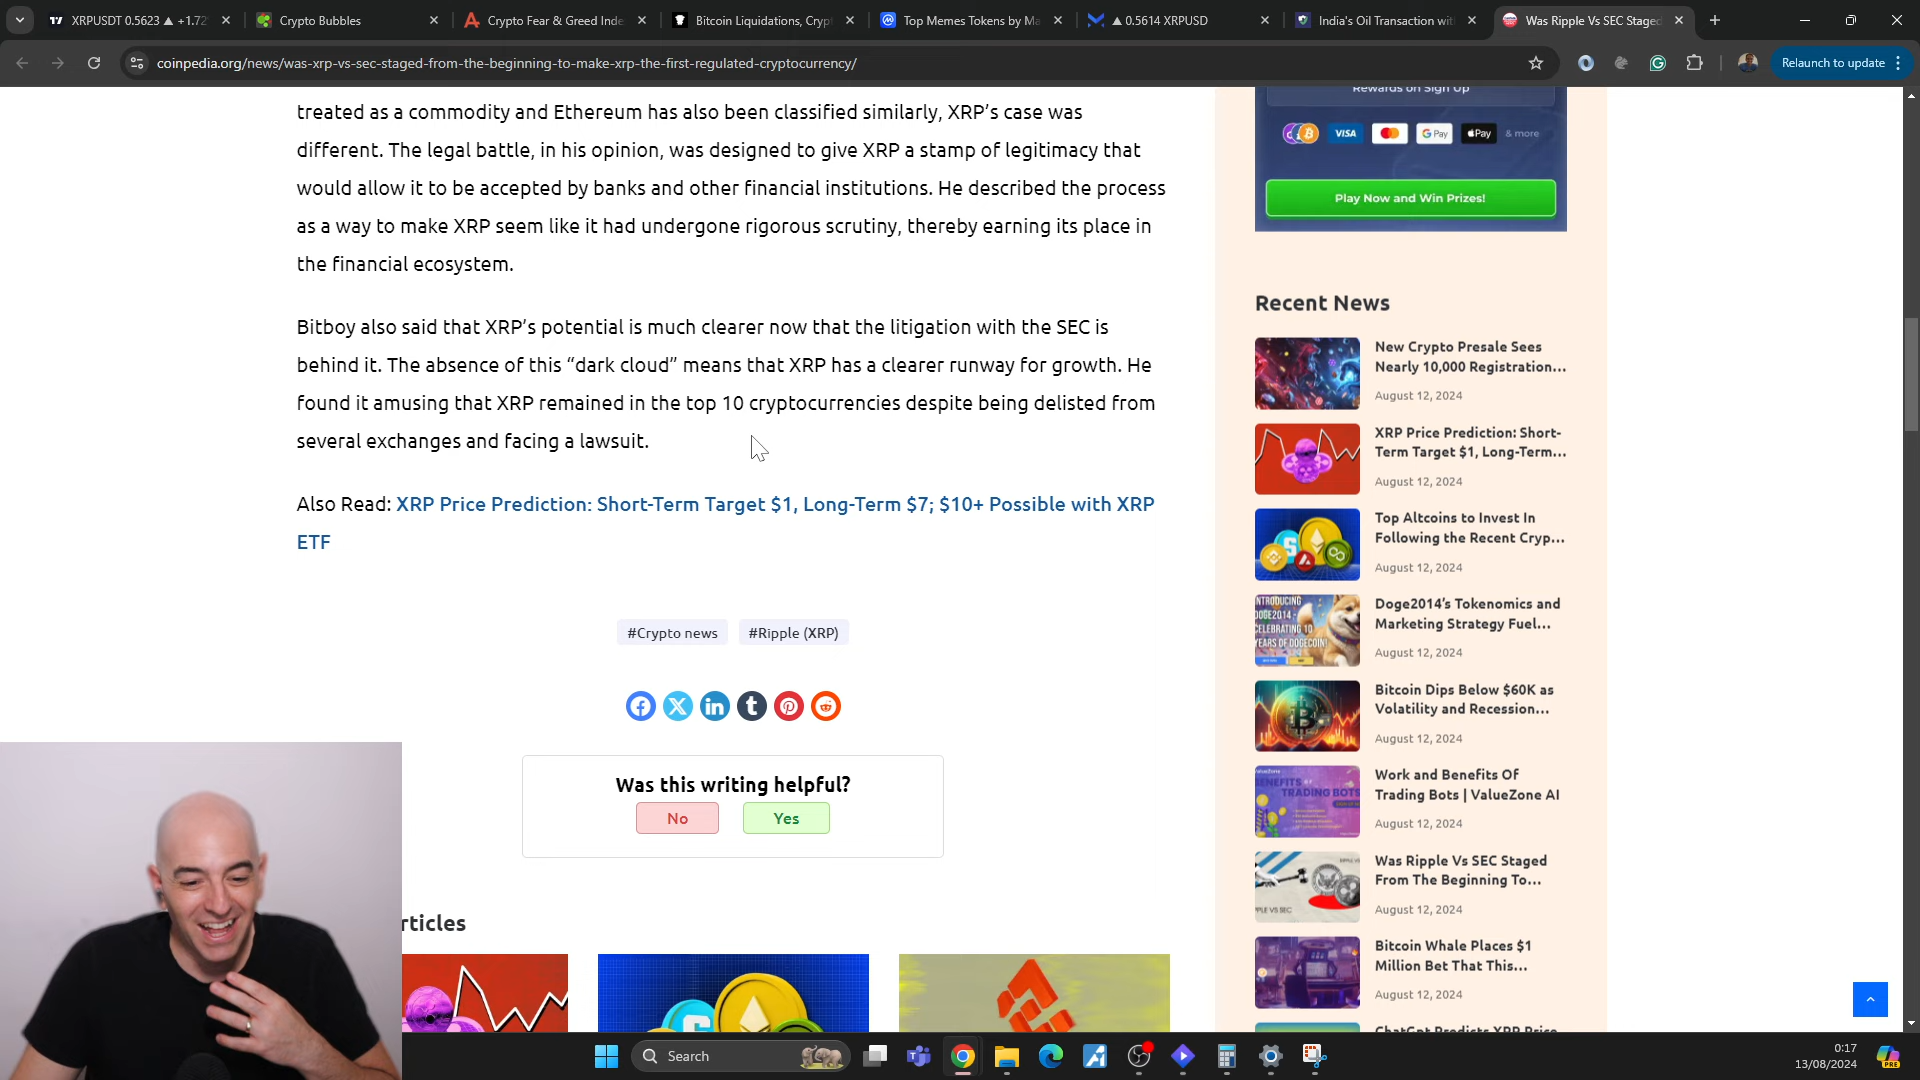 XRPUSDT 0.5623 ▲ +1.72
Crypto Bubbles
Crypto Fear & Greed Inde
Bitcoin Liquidations, Crypt
Top Memes Tokens by Ma
▲ 0.5614 XRPUSD
India's Oil Transaction wit
Was Ripple Vs SEC Staged
coinpedia.org/news/was-xrp-vs-sec-staged-from-the-beginning-to-make-xrp-the-first-regulated-cryptocurrency/
Relaunch to update
treated as a commodity and Ethereum has also been classified similarly, XRP’s case was
different. The legal battle, in his opinion, was designed to give XRP a stamp of legitimacy that
would allow it to be accepted by banks and other financial institutions. He described the process
as a way to make XRP seem like it had undergone rigorous scrutiny, thereby earning its place in
the financial ecosystem.
Bitboy also said that XRP’s potential is much clearer now that the litigation with the SEC is
behind it. The absence of this “dark cloud” means that XRP has a clearer runway for growth. He
found it amusing that XRP remained in the top 10 cryptocurrencies despite being delisted from
several exchanges and facing a lawsuit.
Also Read: XRP Price Prediction: Short-Term Target $1, Long-Term $7; $10+ Possible with XRP
ETF
#Crypto news
#Ripple (XRP)
Was this writing helpful?
No
Yes
rticles
Rewards on Sign Up
VISA
G Pay
Pay
& more
Play Now and Win Prizes!
Recent News
New Crypto Presale Sees
Nearly 10,000 Registration...
August 12, 2024
XRP Price Prediction: Short-
Term Target $1, Long-Term...
August 12, 2024
Top Altcoins to Invest In
Following the Recent Cryp...
August 12, 2024
INTRODUCING
DOGE2014 -
CELEBRATING 10
YEARS OF DOGECOIN!
Doge2014’s Tokenomics and
Marketing Strategy Fuel...
August 12, 2024
Bitcoin Dips Below $60K as
Volatility and Recession...
August 12, 2024
BENEFITS
TRADING BOTS
Work and Benefits Of
Trading Bots | ValueZone AI
August 12, 2024
Was Ripple Vs SEC Staged
From The Beginning To...
August 12, 2024
Bitcoin Whale Places $1
Million Bet That This...
August 12, 2024
ChatGpt Predicts XRP Price
Search
0:17
13/08/2024